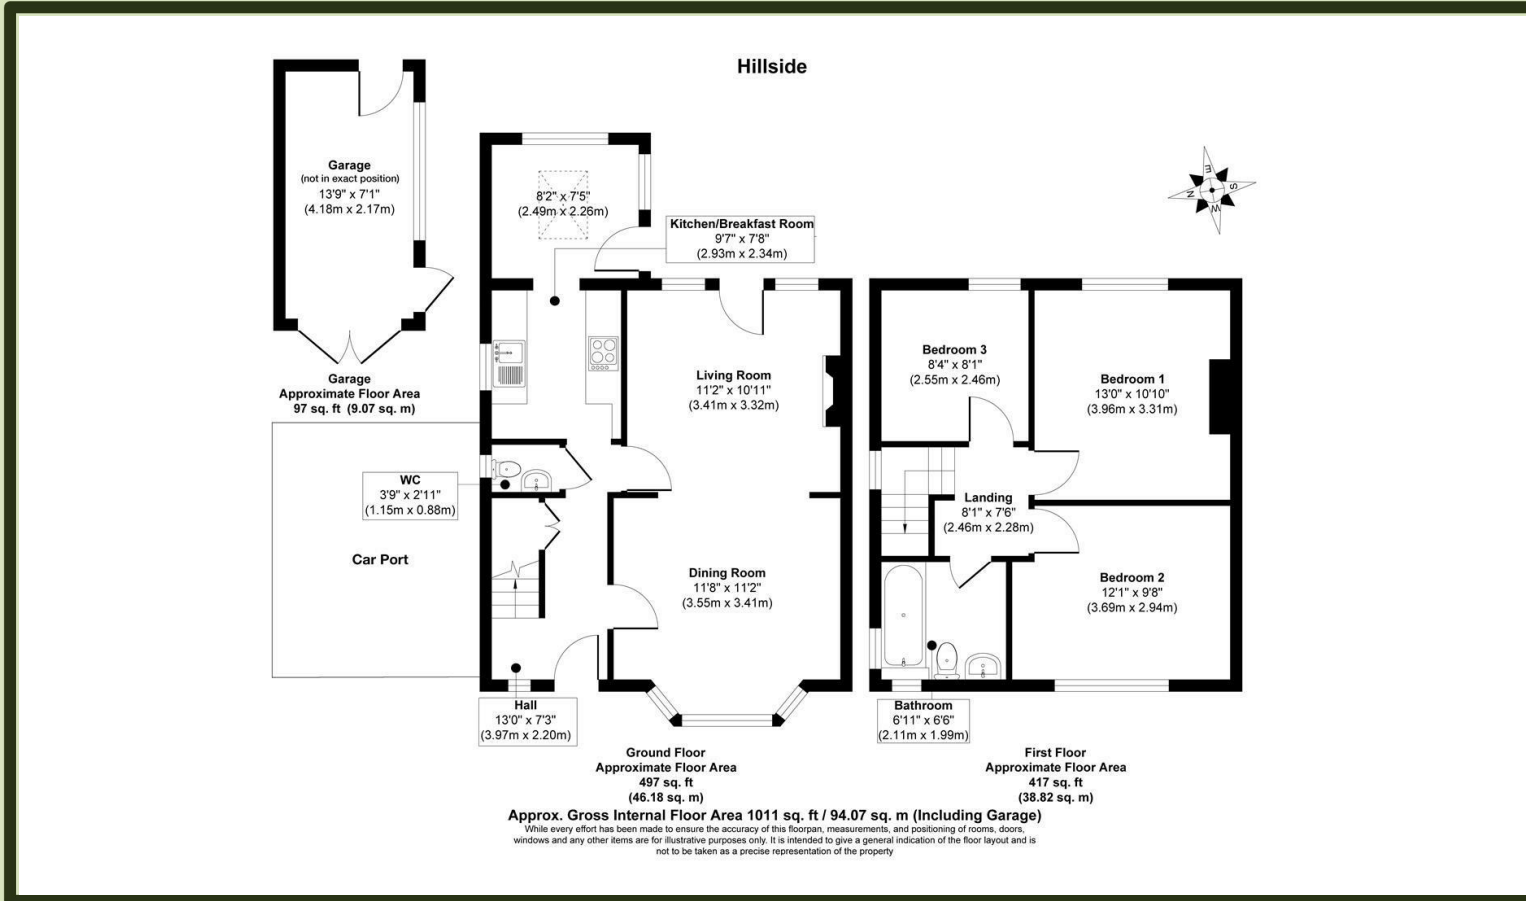 Hillside
Garage
(not in exact position)
13'9" x 7'1"
(4.18m x 2.17m)
Garage
Approximate Floor Area
97 sq. ft (9.07 sq. m)
8'2" x 7'5"
(2.49m x 2.26m)
Kitchen/Breakfast Room
9'7" x 7'8"
(2.93m x 2.34m)
E
S
N
W
Living Room
11'2" x 10'11"
(3.41m x 3.32m)
WC
3'9" x 2'11"
(1.15m x 0.88m)
Car Port
Dining Room
11'8" x 11'2"
(3.55m x 3.41m)
Hall
13'0" x 7'3"
(3.97m x 2.20m)
Bedroom 3
8'4" x 8'1"
(2.55m x 2.46m)
Bedroom 1
13'0" x 10'10"
(3.96m x 3.31m)
Landing
8'1" x 7'6"
(2.46m x 2.28m)
Bedroom 2
12'1" x 9'8"
(3.69m x 2.94m)
Bathroom
6'11" x 6'6"
(2.11m x 1.99m)
Ground Floor
Approximate Floor Area
497 sq. ft
(46.18 sq. m)
First Floor
Approximate Floor Area
417 sq. ft
(38.82 sq. m)
Approx. Gross Internal Floor Area 1011 sq. ft / 94.07 sq. m (Including Garage)
While every effort has been made to ensure the accuracy of this floorpan, measurements, and positioning of rooms, doors,
windows and any other items are for illustrative purposes only. It is intended to give a general indication of the floor layout and is
not to be taken as a precise representation of the property